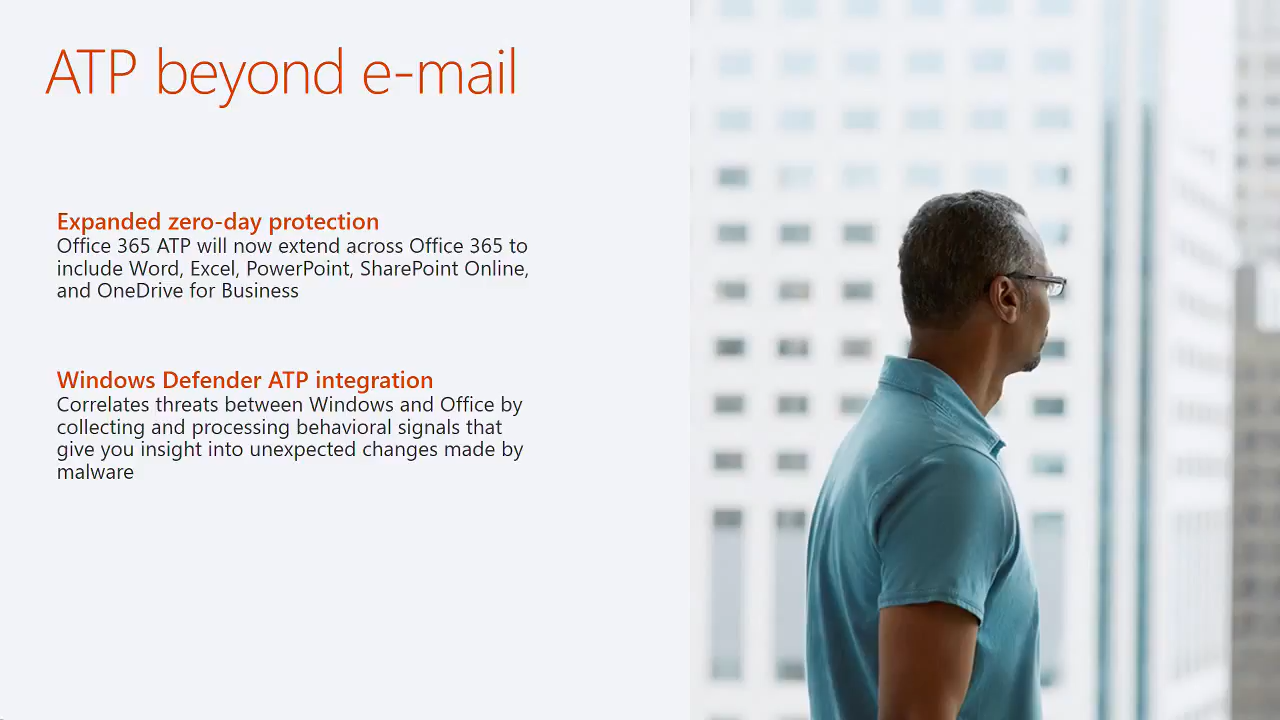 ATP beyond e-mail
Expanded zero-day protection
Office 365 ATP will now extend across Office 365 to
include Word, Excel, PowerPoint, SharePoint Online,
and OneDrive for Business
Windows Defender ATP integration
Correlates threats between Windows and Office by
collecting and processing behavioral signals that
give you insight into unexpected changes made by
malware